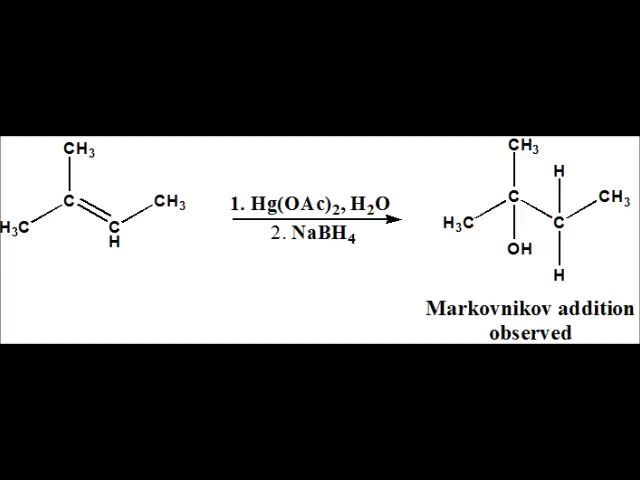 CH₃
CH₃
H₃C
C
H
1. Hg(OAc)₂, H₂O
2. NaBH₄
CH₃
H
CH₃
C
H₃C
C
OH
H
Markovnikov addition
observed